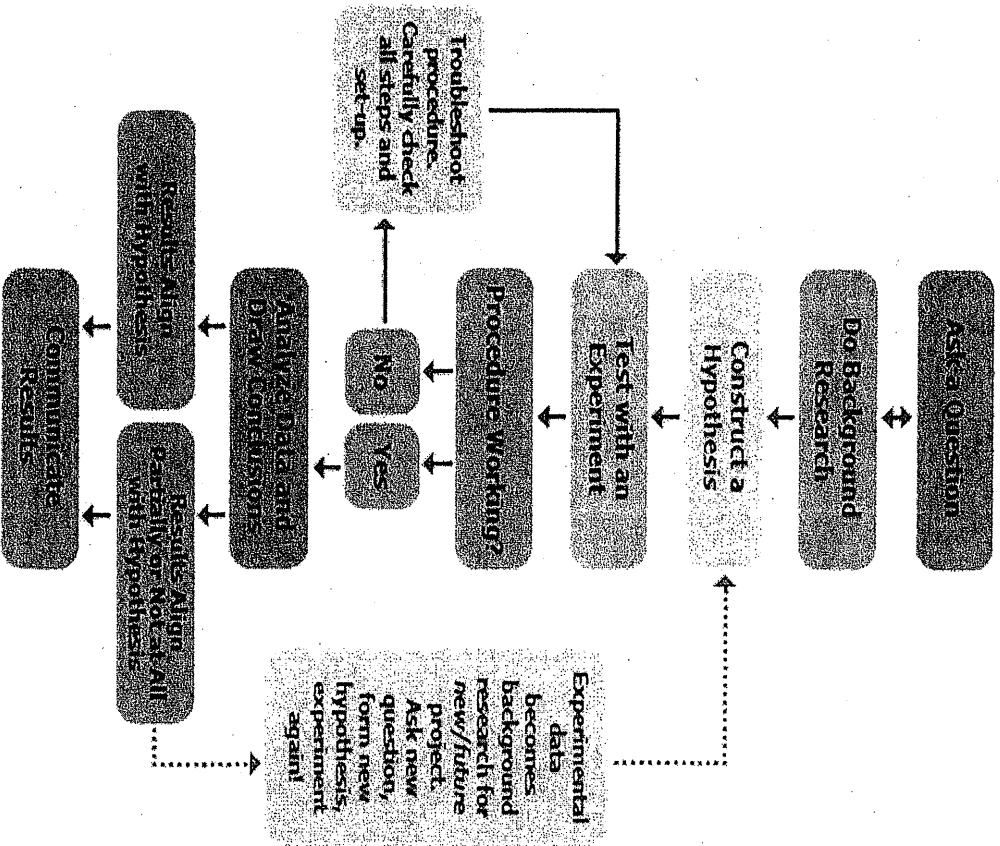 Ask a Question
Do Background
Research
Construct a
Hypothesis
Test with an
Experiment
Procedure Working?
No
Yes
Troubleshoot
procedure.
Carefully check
all steps and
set-up.
Analyze Data and
Draw Conclusions
Results Align
with Hypothesis
Results Align
Partially or Not at All
with Hypothesis
Communicate
Results
Experimental
data
becomes
background
research for
new/future
project.
Ask new
question,
form new
hypothesis,
experiment
again!